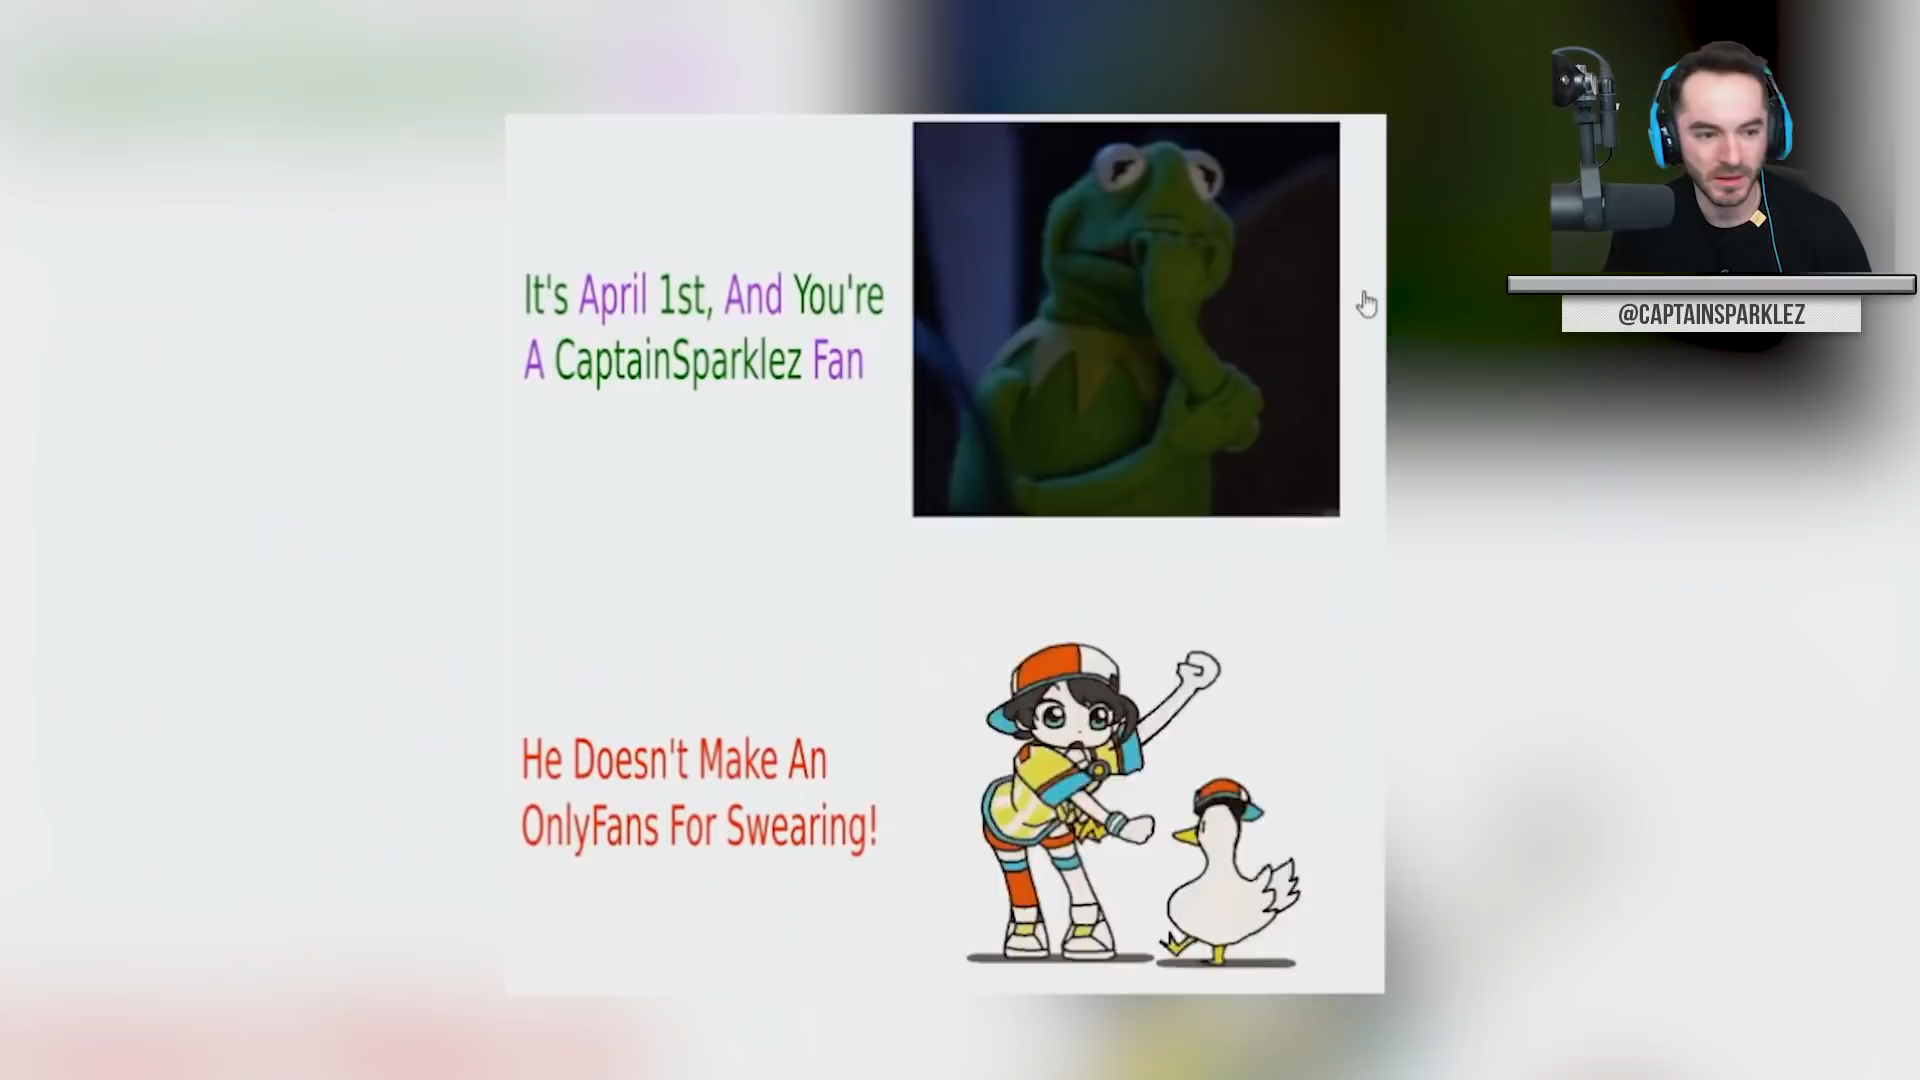 It's April 1st, And You're
A CaptainSparklez Fan
@CAPTAINSPARKLEZ
He Doesn't Make An
OnlyFans For Swearing!